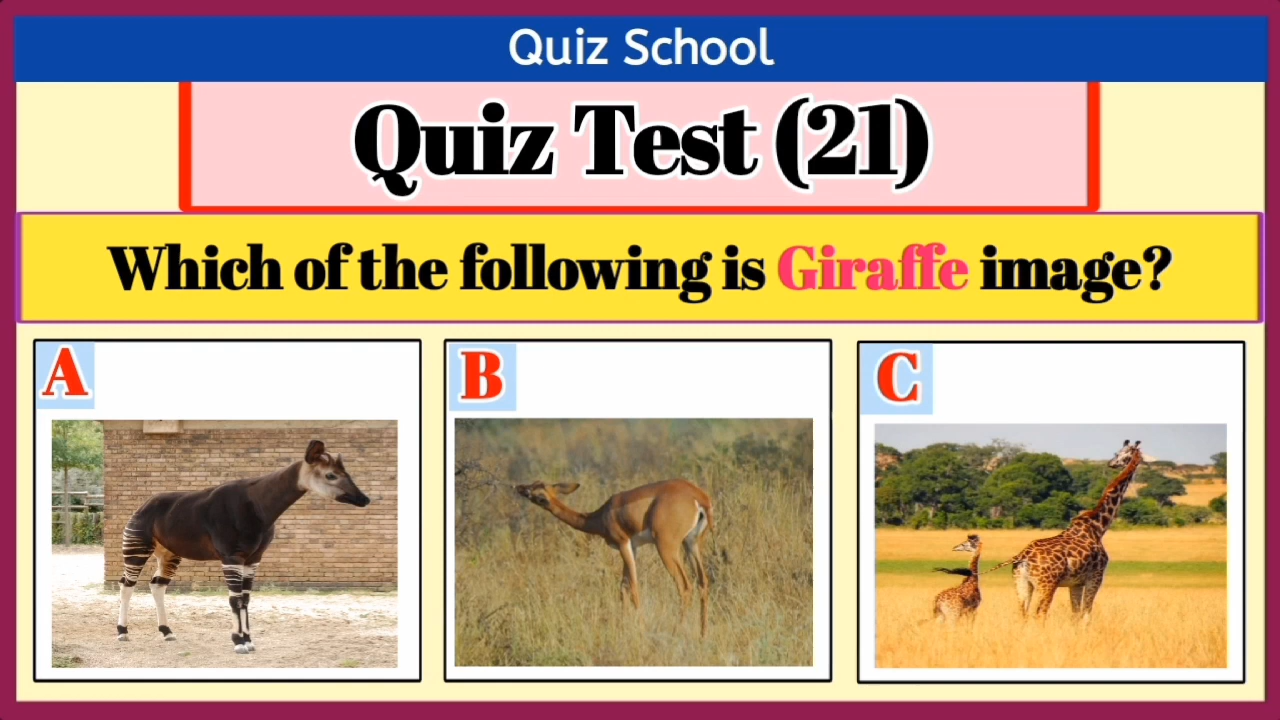 Quiz School
Quiz Test (21)
Which of the following is Giraffe image?
A
B
C